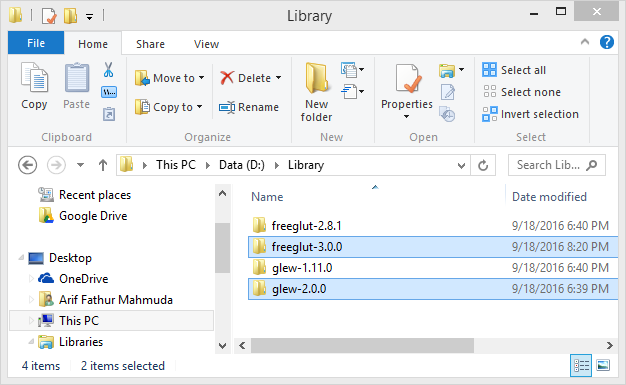 Library
File Home Share View
Copy
Paste
Move to
Copy to
Delete
Rename
New
folder
Properties
Select all
Select none
Invert selection
Clipboard Organize New Open Select
This PC Data (D:) Library
Search Lib...
Recent places
Google Drive
Desktop
OneDrive
Arif Fathur Mahmuda
This PC
Libraries
Name Date modified
freeglut-2.8.1 9/18/2016 6:40 PM
freeglut-3.0.0 9/18/2016 8:20 PM
glew-1.11.0 9/18/2016 6:40 PM
glew-2.0.0 9/18/2016 6:39 PM
4 items 2 items selected